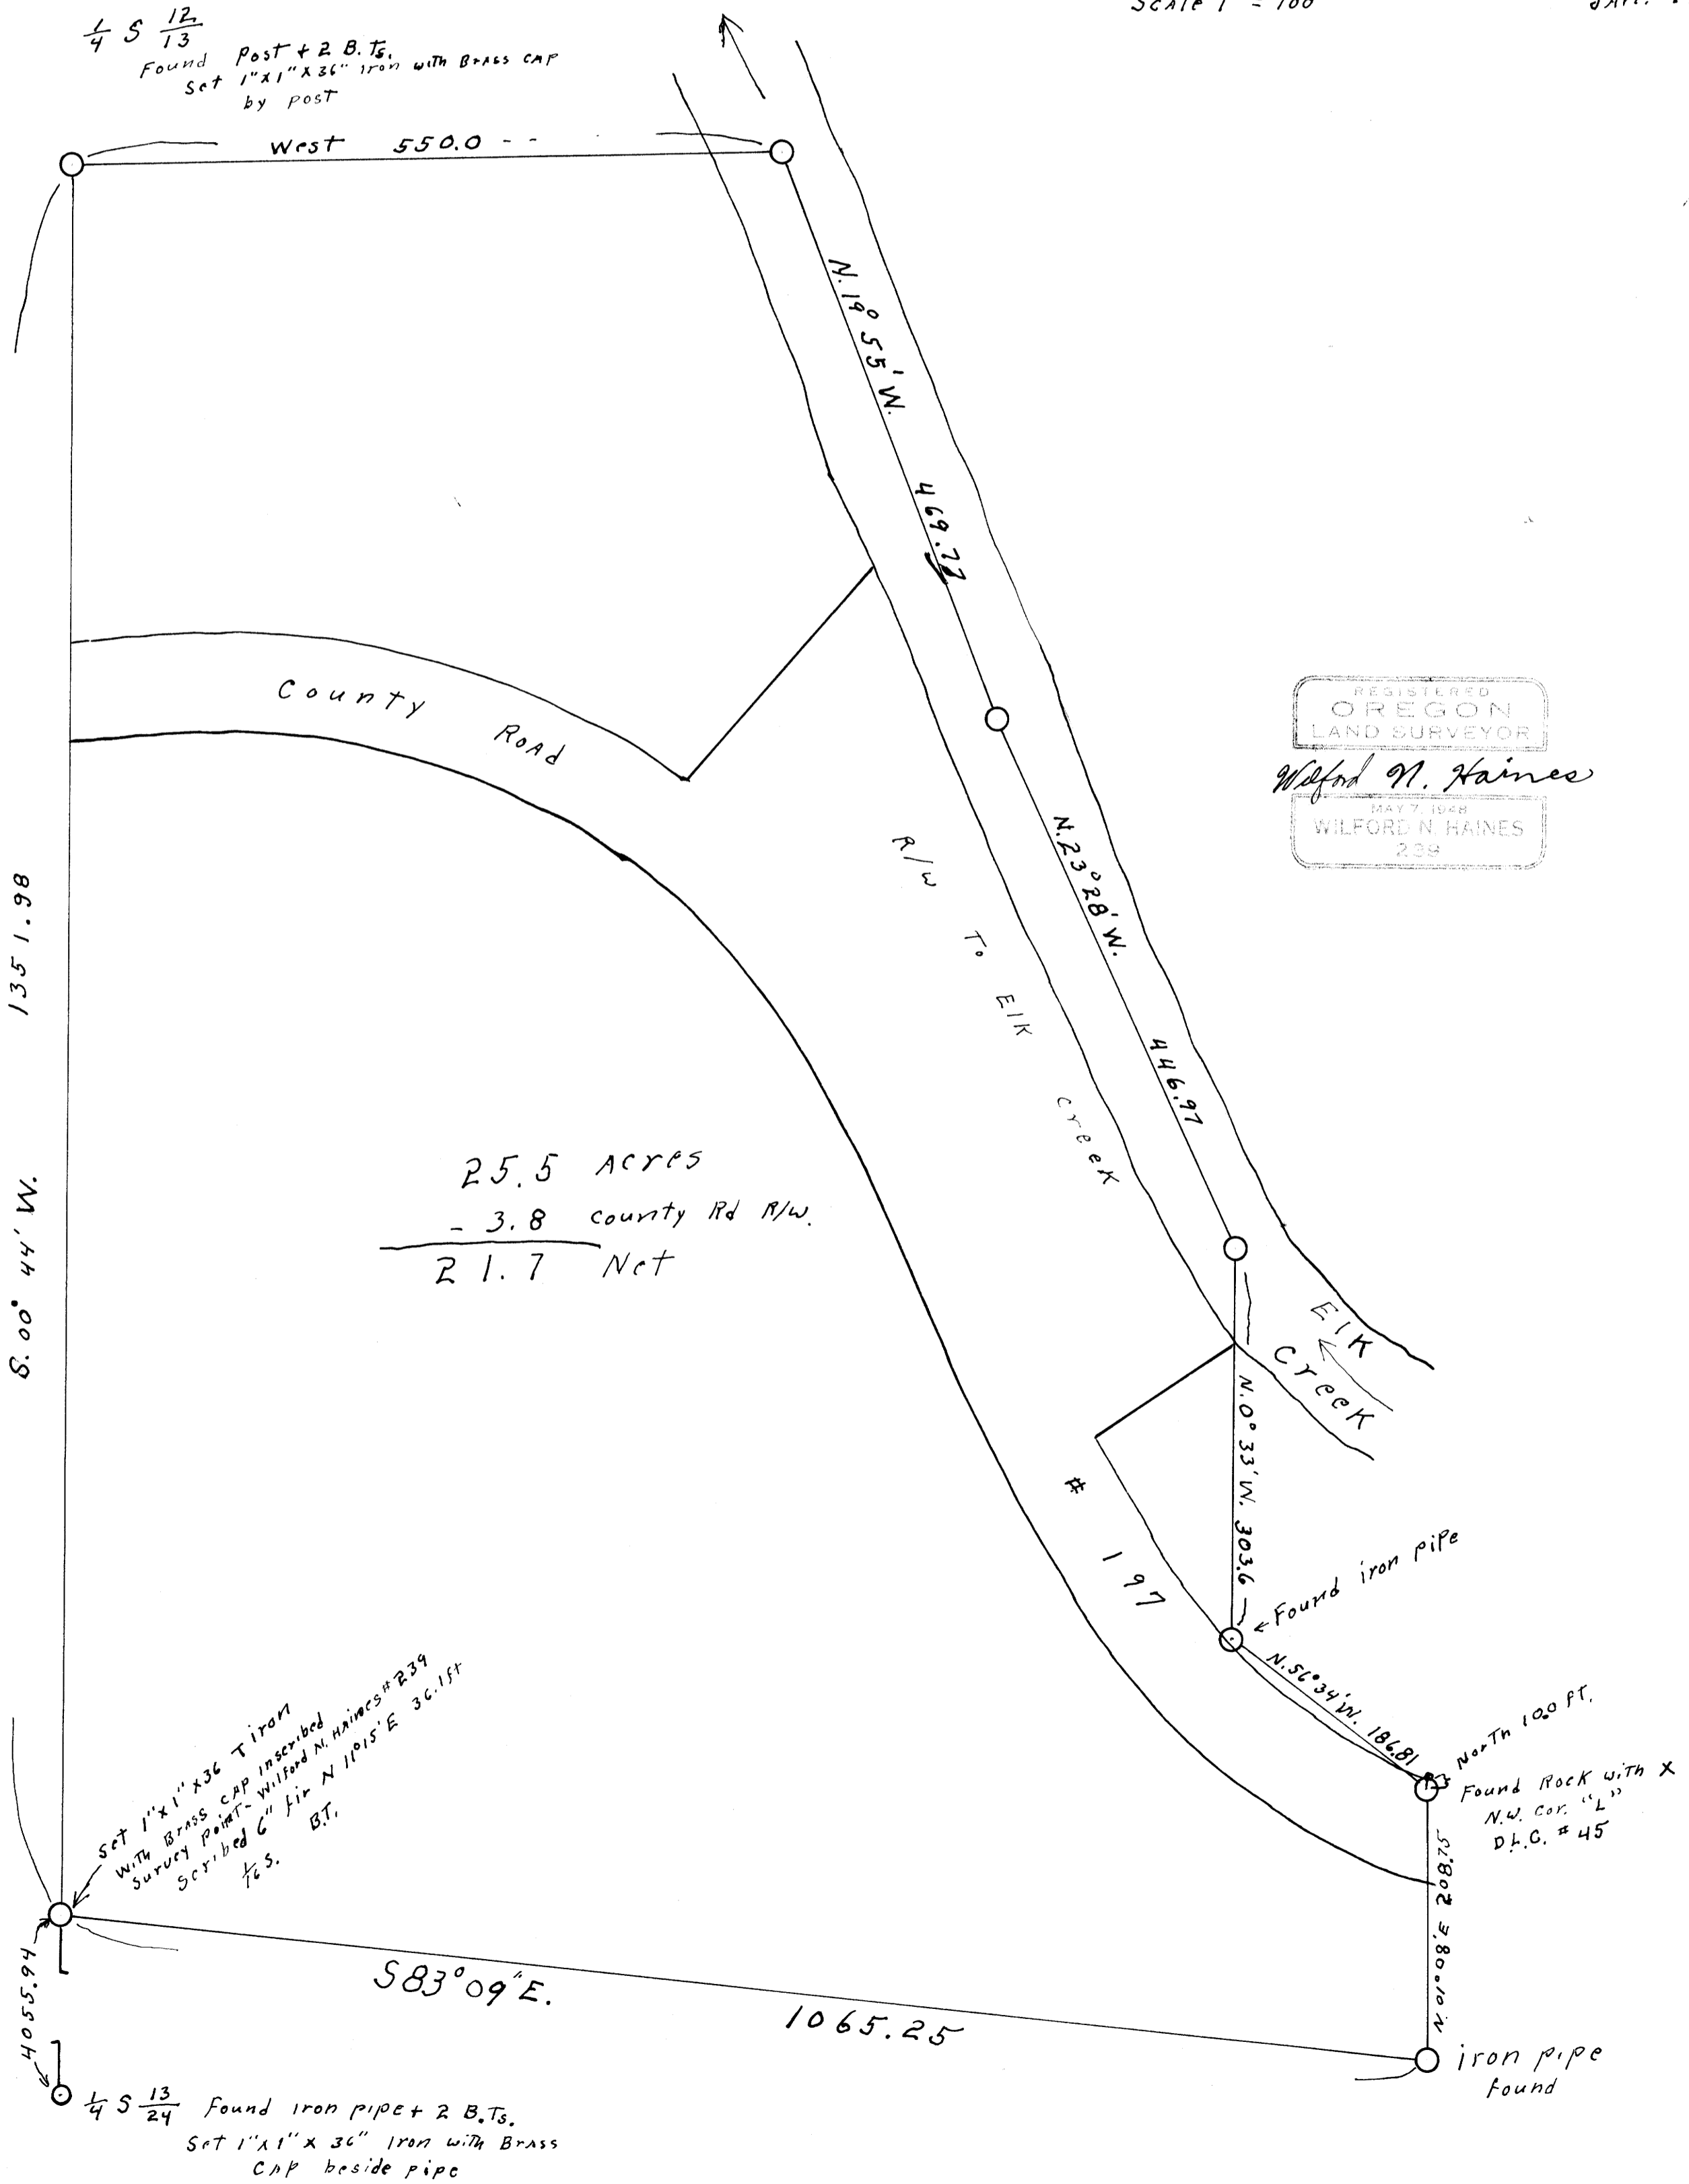 SCALE 1" = 100'
1/4 S 12/13
Found Post + 2 B.Ts.
Set 1"x1"x36" iron with Brass CAP
by post
West 550.0 - -
N. 19° 55' W. 469.77
County Road
REGISTERED
OREGON
LAND SURVEYOR
Wilford N. Haines
MAY 7, 1948
WILFORD N. HAINES
239
N. 23° 28' W. 446.97
R/W To Elk Creek
S. 00° 44' W. 1351.98
25.5 Acres
- 3.8 County Rd R/W.
21.7 Net
Elk
Creek
N. 0° 33' W. 303.6
# 197
Found iron pipe
N. 56° 34' W. 186.81
North 10.0 ft.
Found Rock with X
N.W. Cor. "L"
D.L.C. # 45
N 0°08' E 208.75
Set 1"x1"x36 T iron
with Brass CAP inscribed
Survey Point - Wilford N. Haines # 239
Scribed 6" fir N 11°15' E 36.1 ft
1/16 S. B.T.
S 83° 09" E. 1065.25
4055.94
iron pipe
found
1/4 S 13/24 Found iron pipe + 2 B.Ts.
Set 1"x1"x36" Iron with Brass
CAP beside pipe